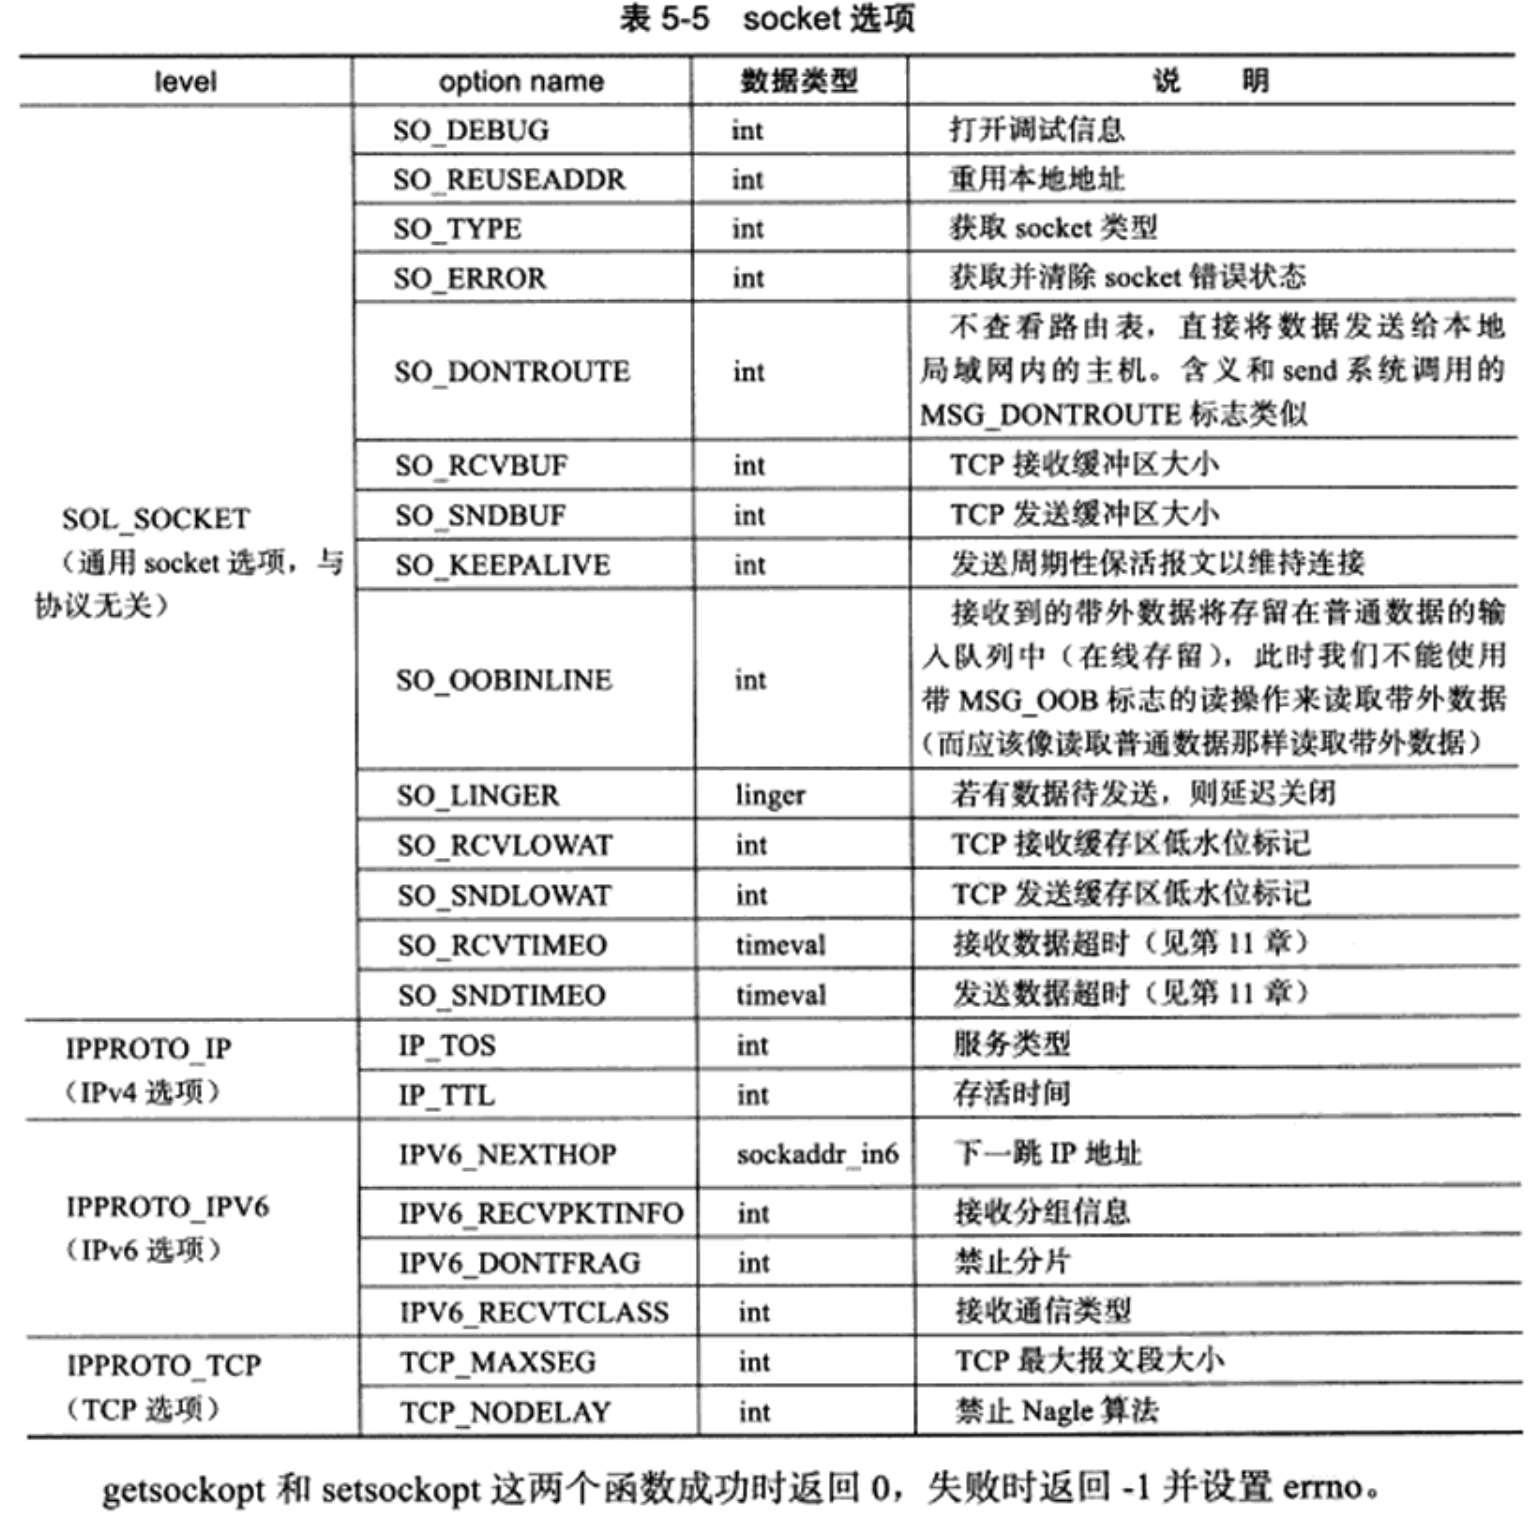 表 5-5 socket 选项
level option name 数据类型 说 明
SO_DEBUG int 打开调试信息
SO_REUSEADDR int 重用本地地址
SO_TYPE int 获取 socket 类型
SO_ERROR int 获取并清除 socket 错误状态
不查看路由表，直接将数据发送给本地
SO_DONTROUTE int 局域网内的主机。含义和 send 系统调用的
MSG_DONTROUTE 标志类似
SO_RCVBUF int TCP 接收缓冲区大小
SOL_SOCKET SO_SNDBUF int TCP 发送缓冲区大小
（通用 socket 选项，与 SO_KEEPALIVE int 发送周期性保活报文以维持连接
协议无关） 接收到的带外数据将存留在普通数据的输
入队列中（在线存留），此时我们不能使用
SO_OOBINLINE int 带 MSG_OOB 标志的读操作来读取带外数据
（而应该像读取普通数据那样读取带外数据）
SO_LINGER linger 若有数据待发送，则延迟关闭
SO_RCVLOWAT int TCP 接收缓存区低水位标记
SO_SNDLOWAT int TCP 发送缓存区低水位标记
SO_RCVTIMEO timeval 接收数据超时（见第 11 章）
SO_SNDTIMEO timeval 发送数据超时（见第 11 章）
IPPROTO_IP IP_TOS int 服务类型
（IPv4 选项） IP_TTL int 存活时间
IPV6_NEXTHOP sockaddr_in6 下一跳 IP 地址
IPPROTO_IPV6 IPV6_RECVPKTINFO int 接收分组信息
（IPv6 选项） IPV6_DONTFRAG int 禁止分片
IPV6_RECVTCLASS int 接收通信类型
IPPROTO_TCP TCP_MAXSEG int TCP 最大报文段大小
（TCP 选项） TCP_NODELAY int 禁止 Nagle 算法
getsockopt 和 setsockopt 这两个函数成功时返回 0，失败时返回 -1 并设置 errno。